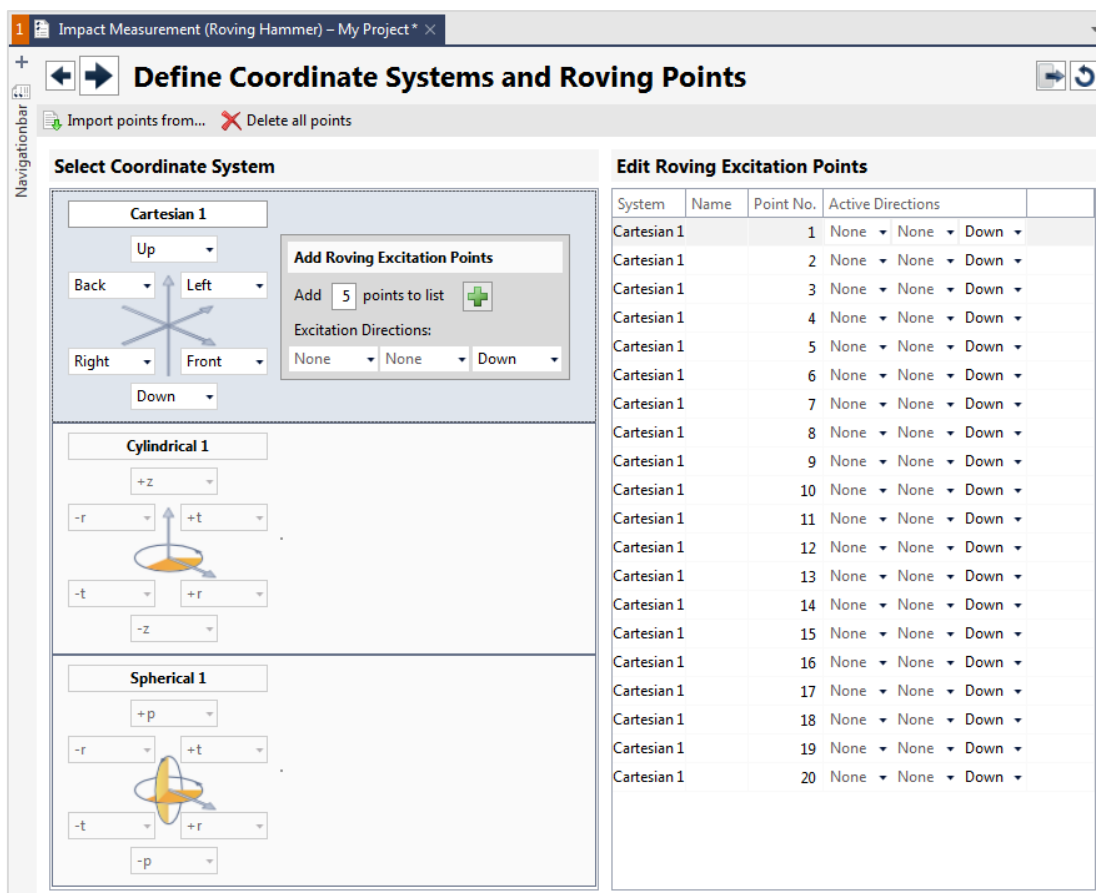 1 Impact Measurement (Roving Hammer) – My Project * ×
Navigationbar
Define Coordinate Systems and Roving Points
Import points from... Delete all points
Select Coordinate System
Cartesian 1
Up
Back Left
Right Front
Down
Add Roving Excitation Points
Add 5 points to list
Excitation Directions:
None None Down
Cylindrical 1
+z
-r +t
-t +r
-z
Spherical 1
+p
-r +t
-t +r
-p
Edit Roving Excitation Points
System Name Point No. Active Directions
Cartesian 1 1 None None Down
Cartesian 1 2 None None Down
Cartesian 1 3 None None Down
Cartesian 1 4 None None Down
Cartesian 1 5 None None Down
Cartesian 1 6 None None Down
Cartesian 1 7 None None Down
Cartesian 1 8 None None Down
Cartesian 1 9 None None Down
Cartesian 1 10 None None Down
Cartesian 1 11 None None Down
Cartesian 1 12 None None Down
Cartesian 1 13 None None Down
Cartesian 1 14 None None Down
Cartesian 1 15 None None Down
Cartesian 1 16 None None Down
Cartesian 1 17 None None Down
Cartesian 1 18 None None Down
Cartesian 1 19 None None Down
Cartesian 1 20 None None Down